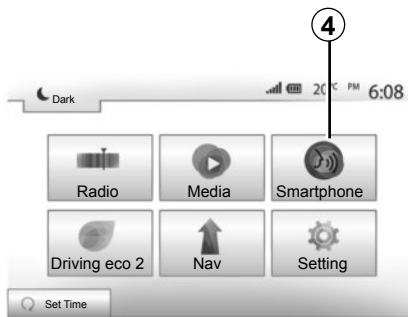 4
Dark 20°C PM 6:08
Radio Media Smartphone
Driving eco 2 Nav Setting
Set Time